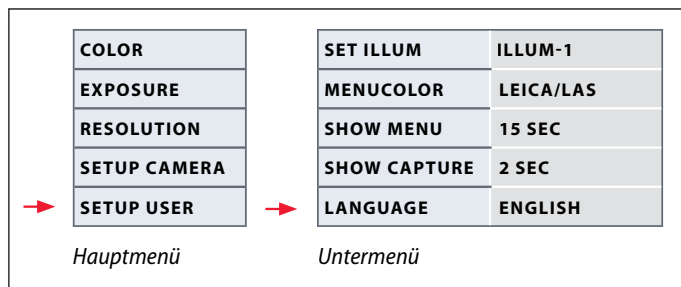 COLOR
EXPOSURE
RESOLUTION
SETUP CAMERA
SETUP USER
Hauptmenü
SET ILLUM ILLUM-1
MENUCOLOR LEICA/LAS
SHOW MENU 15 SEC
SHOW CAPTURE 2 SEC
LANGUAGE ENGLISH
Untermenü